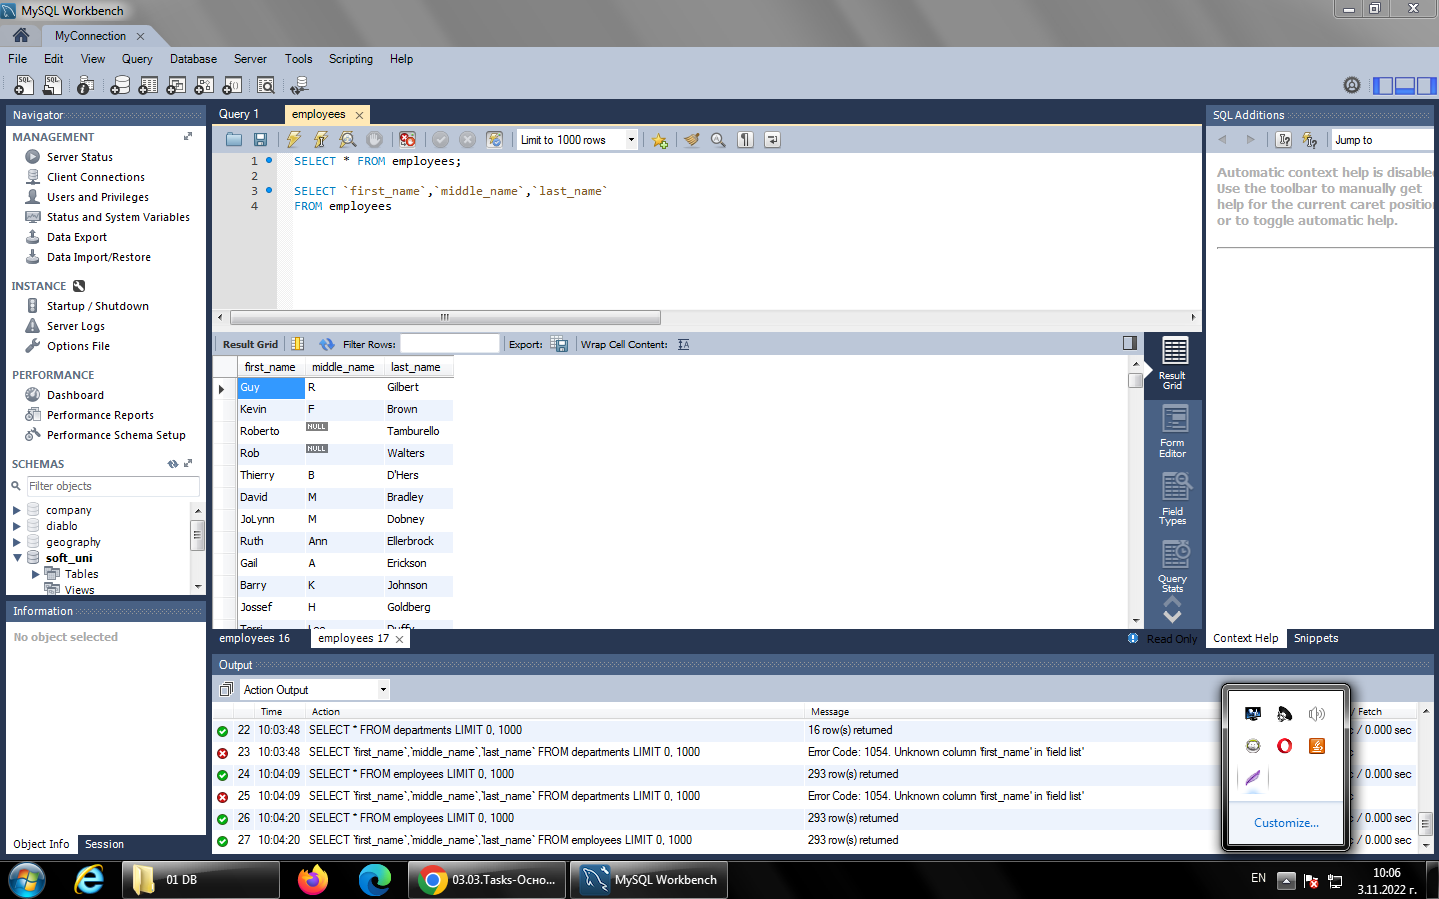 MySQL Workbench
MyConnection
File Edit View Query Database Server Tools Scripting Help
Navigator
MANAGEMENT
Server Status
Client Connections
Users and Privileges
Status and System Variables
Data Export
Data Import/Restore
INSTANCE
Startup / Shutdown
Server Logs
Options File
PERFORMANCE
Dashboard
Performance Reports
Performance Schema Setup
SCHEMAS
Filter objects
company
diablo
geography
soft_uni
Tables
Views
Information
No object selected
Object Info Session
Query 1 employees
Limit to 1000 rows
1 SELECT * FROM employees;
2
3 SELECT `first_name`,`middle_name`,`last_name`
4 FROM employees
Result Grid Filter Rows: Export: Wrap Cell Content:
first_name middle_name last_name
Guy R Gilbert
Kevin F Brown
Roberto NULL Tamburello
Rob NULL Walters
Thierry B D'Hers
David M Bradley
JoLynn M Dobney
Ruth Ann Ellerbrock
Gail A Erickson
Barry K Johnson
Jossef H Goldberg
Terri Lee Duffy
Result
Grid
Form
Editor
Field
Types
Query
Stats
employees 16 employees 17 Read Only
SQL Additions
Jump to
Automatic context help is disabled
Use the toolbar to manually get
help for the current caret position
or to toggle automatic help.
Context Help Snippets
Output
Action Output
Time Action Message / Fetch
22 10:03:48 SELECT * FROM departments LIMIT 0, 1000 16 row(s) returned / 0.000 sec
23 10:03:48 SELECT `first_name`,`middle_name`,`last_name` FROM departments LIMIT 0, 1000 Error Code: 1054. Unknown column 'first_name' in 'field list'
24 10:04:09 SELECT * FROM employees LIMIT 0, 1000 293 row(s) returned / 0.000 sec
25 10:04:09 SELECT `first_name`,`middle_name`,`last_name` FROM departments LIMIT 0, 1000 Error Code: 1054. Unknown column 'first_name' in 'field list'
26 10:04:20 SELECT * FROM employees LIMIT 0, 1000 293 row(s) returned / 0.000 sec
27 10:04:20 SELECT `first_name`,`middle_name`,`last_name` FROM employees LIMIT 0, 1000 293 row(s) returned / 0.000 sec
Customize...
01 DB
03.03.Tasks-Осно...
MySQL Workbench
EN
10:06
3.11.2022 г.